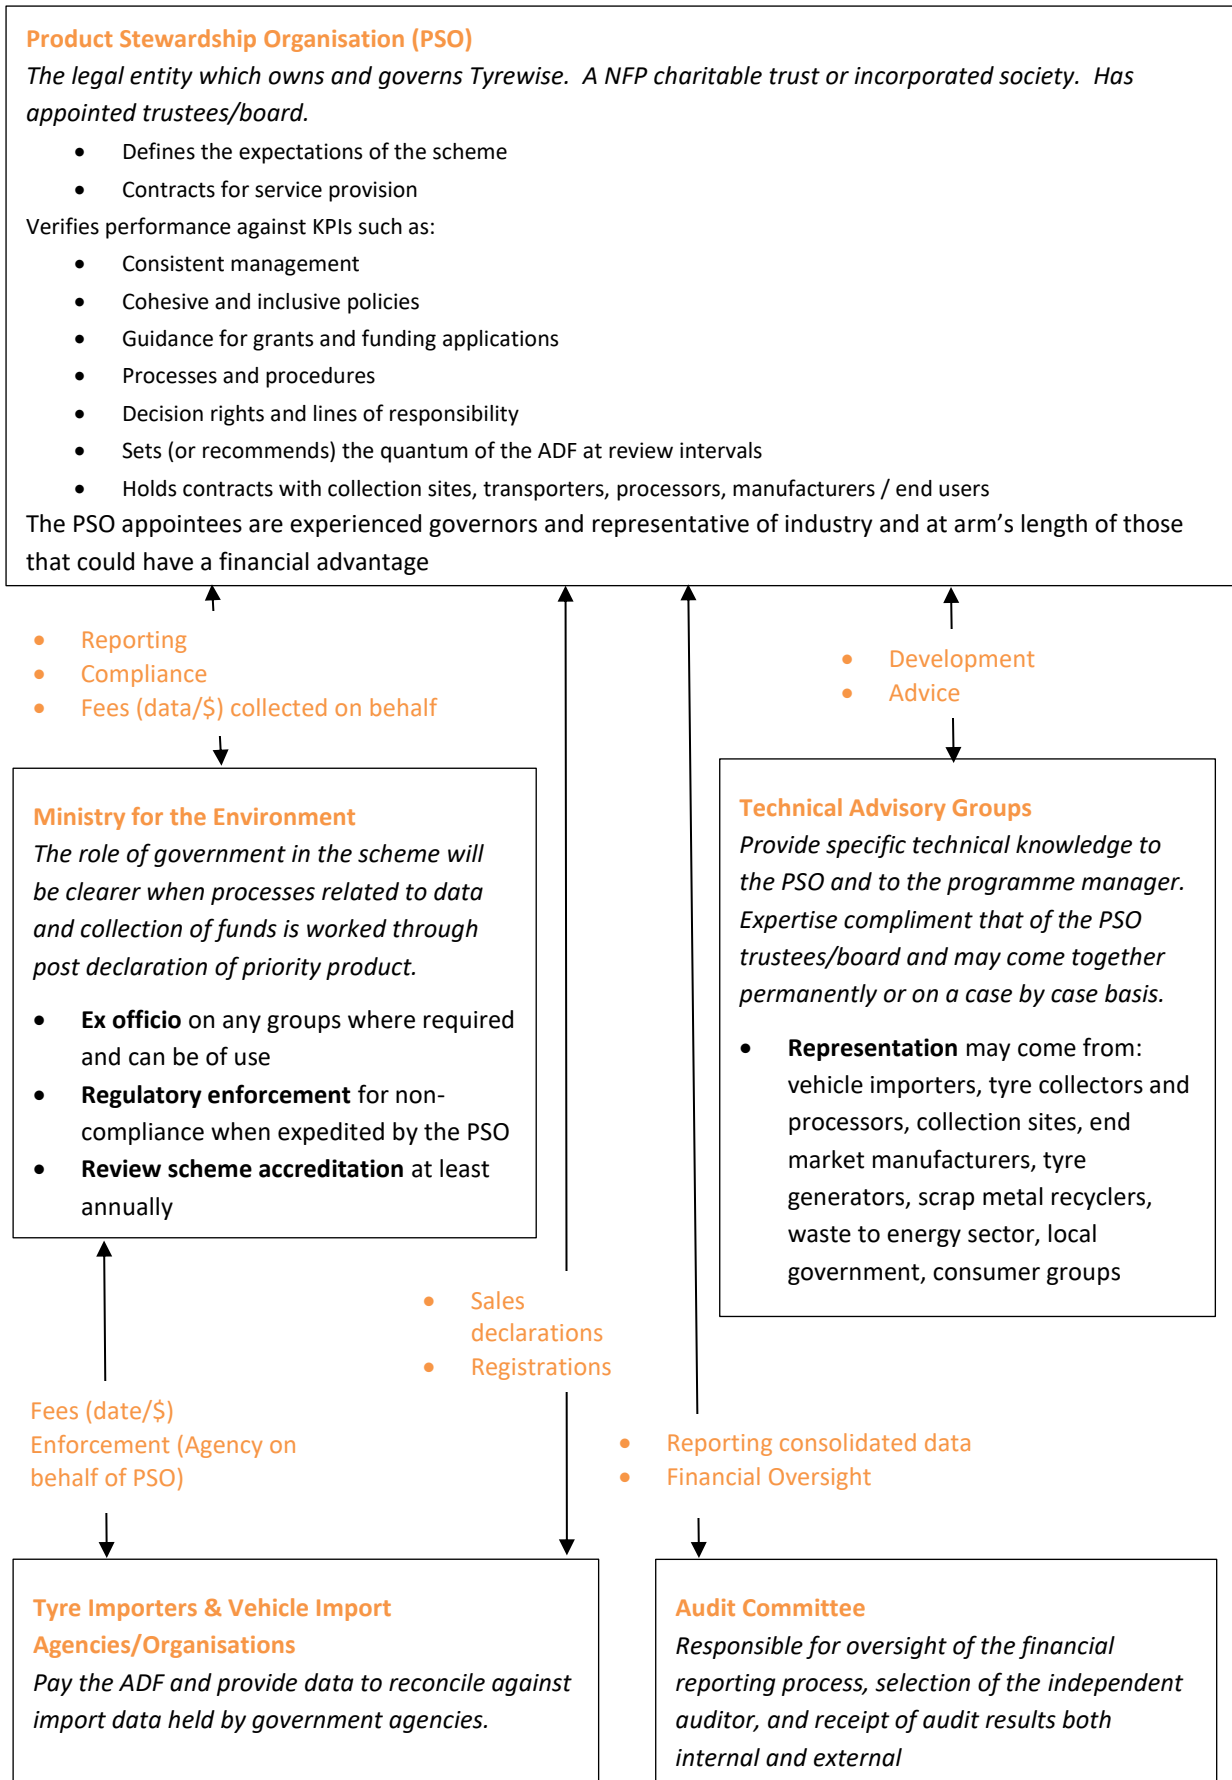 Product Stewardship Organisation (PSO)
The legal entity which owns and governs Tyrewise.  A NFP charitable trust or incorporated society.  Has
appointed trustees/board.
• Defines the expectations of the scheme
• Contracts for service provision
Verifies performance against KPIs such as:
• Consistent management
• Cohesive and inclusive policies
• Guidance for grants and funding applications
• Processes and procedures
• Decision rights and lines of responsibility
• Sets (or recommends) the quantum of the ADF at review intervals
• Holds contracts with collection sites, transporters, processors, manufacturers / end users
The PSO appointees are experienced governors and representative of industry and at arm’s length of those
that could have a financial advantage
• Reporting
• Compliance
• Fees (data/$) collected on behalf
• Development
• Advice
Ministry for the Environment
The role of government in the scheme will
be clearer when processes related to data
and collection of funds is worked through
post declaration of priority product.
• Ex officio on any groups where required
and can be of use
• Regulatory enforcement for non-
compliance when expedited by the PSO
• Review scheme accreditation at least
annually
Technical Advisory Groups
Provide specific technical knowledge to
the PSO and to the programme manager.
Expertise compliment that of the PSO
trustees/board and may come together
permanently or on a case by case basis.
• Representation may come from:
vehicle importers, tyre collectors and
processors, collection sites, end
market manufacturers, tyre
generators, scrap metal recyclers,
waste to energy sector, local
government, consumer groups
• Sales
declarations
• Registrations
Fees (date/$)
Enforcement (Agency on
behalf of PSO)
• Reporting consolidated data
• Financial Oversight
Tyre Importers & Vehicle Import
Agencies/Organisations
Pay the ADF and provide data to reconcile against
import data held by government agencies.
Audit Committee
Responsible for oversight of the financial
reporting process, selection of the independent
auditor, and receipt of audit results both
internal and external